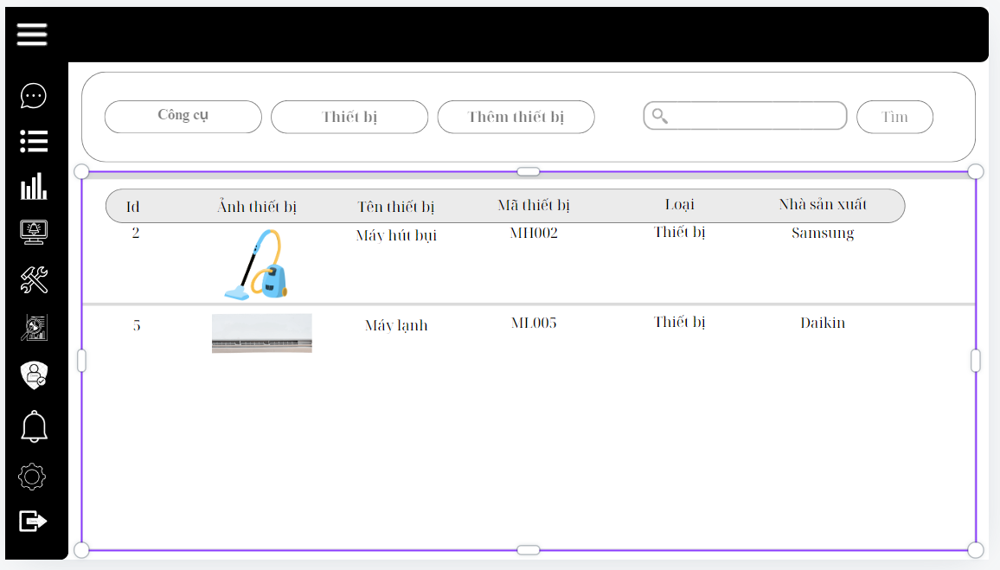 Công cụ
Thiết bị
Thêm thiết bị
Tìm
Id Ảnh thiết bị Tên thiết bị Mã thiết bị Loại Nhà sản xuất
2 Máy hút bụi MH002 Thiết bị Samsung
5 Máy lạnh ML005 Thiết bị Daikin